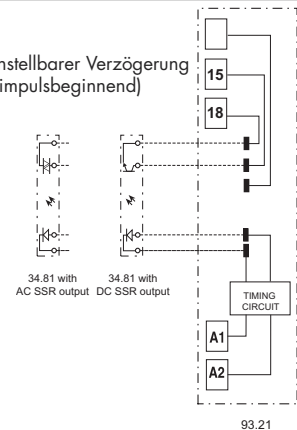 nstellbarer Verzögerung
impulsbeginnend)
15
18
34.81 with
AC SSR output
34.81 with
DC SSR output
TIMING
CIRCUIT
A1
A2
93.21